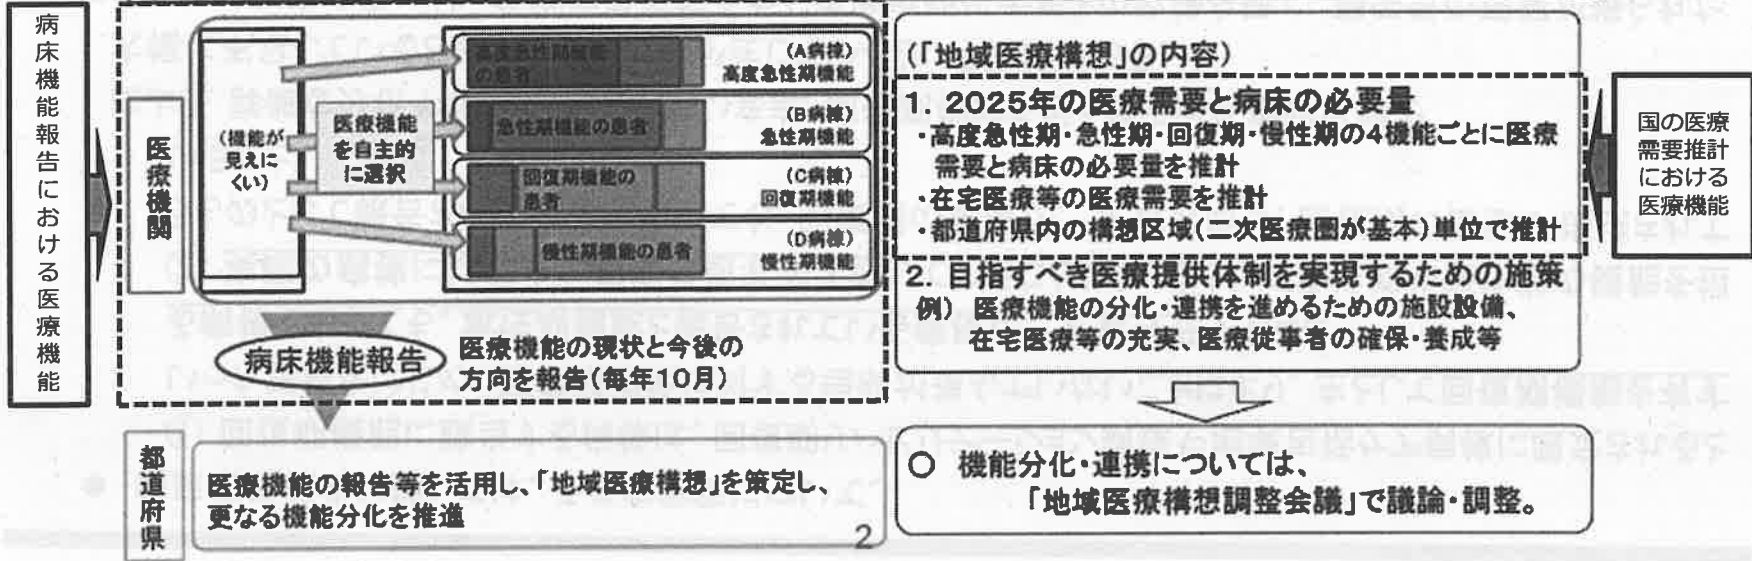 病床機能報告における医療機能
医療機関
(機能が
見えに
くい)
医療機能
を自主的
に選択
高度急性期機能
の患者
(A病棟)
高度急性期機能
急性期機能の患者
(B病棟)
急性期機能
回復期機能の
患者
(C病棟)
回復期機能
慢性期機能の患者
(D病棟)
慢性期機能
病床機能報告
医療機能の現状と今後の
方向を報告(毎年10月)
都道府県
医療機能の報告等を活用し、「地域医療構想」を策定し、
更なる機能分化を推進
2
(「地域医療構想」の内容)
1. 2025年の医療需要と病床の必要量
・高度急性期・急性期・回復期・慢性期の4機能ごとに医療
需要と病床の必要量を推計
・在宅医療等の医療需要を推計
・都道府県内の構想区域(二次医療圏が基本)単位で推計
2. 目指すべき医療提供体制を実現するための施策
例) 医療機能の分化・連携を進めるための施設設備、
在宅医療等の充実、医療従事者の確保・養成等
○ 機能分化・連携については、
「地域医療構想調整会議」で議論・調整。
国の医療
需要推計
における
医療機能